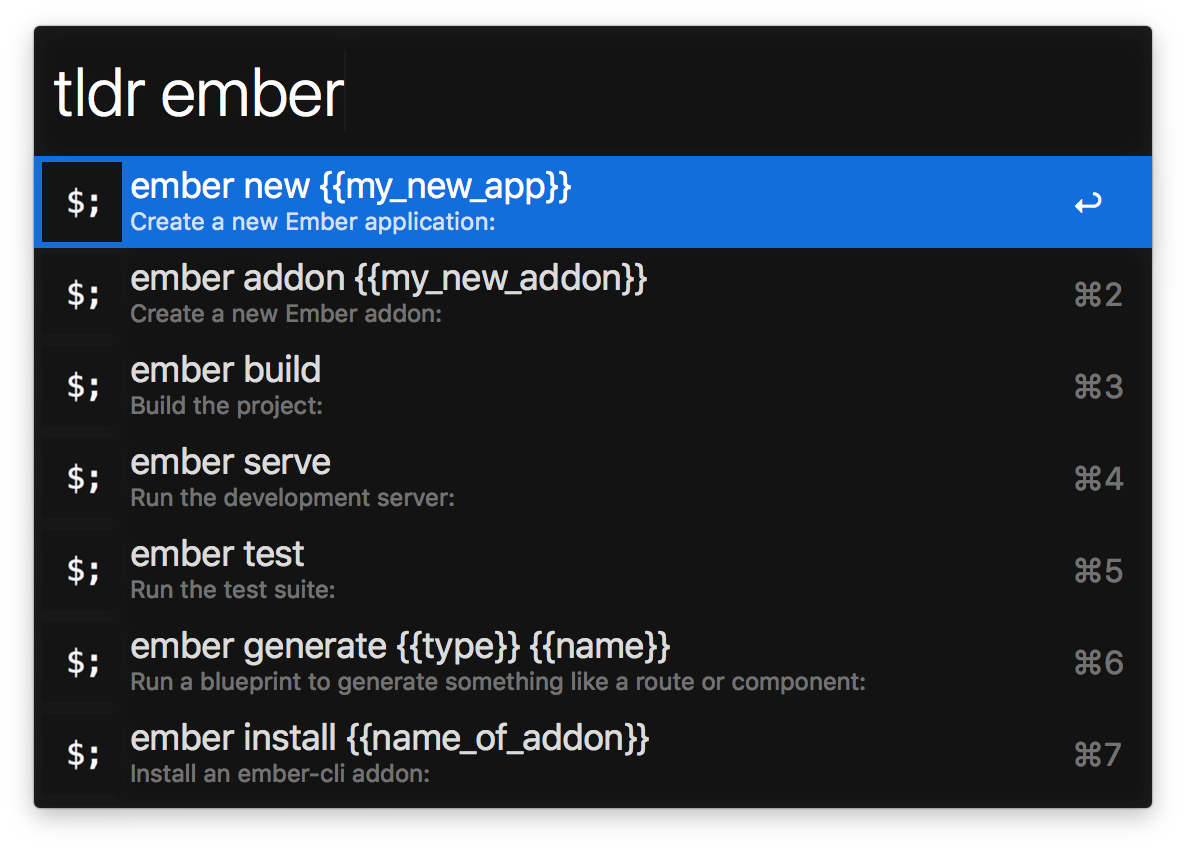 tldr ember
$; ember new {{my_new_app}} ↩
Create a new Ember application:
$; ember addon {{my_new_addon}} ⌘2
Create a new Ember addon:
$; ember build ⌘3
Build the project:
$; ember serve ⌘4
Run the development server:
$; ember test ⌘5
Run the test suite:
$; ember generate {{type}} {{name}} ⌘6
Run a blueprint to generate something like a route or component:
$; ember install {{name_of_addon}} ⌘7
Install an ember-cli addon: